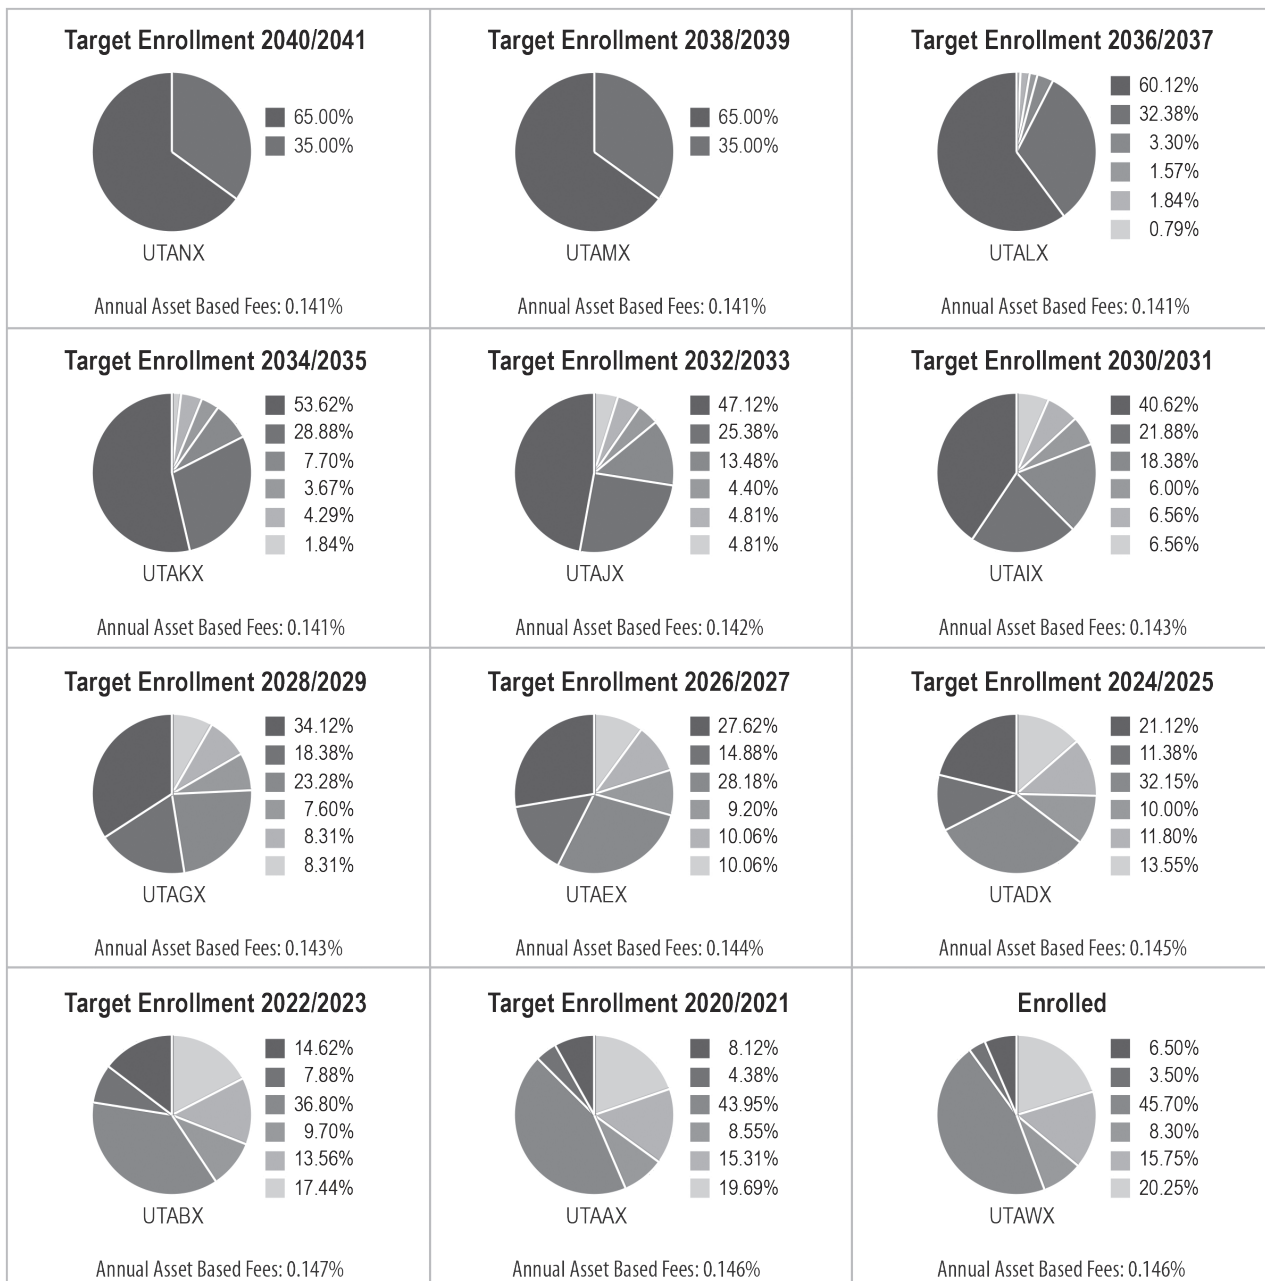 Target Enrollment 2040/2041
65.00%
35.00%
UTANX
Annual Asset Based Fees: 0.141%
Target Enrollment 2038/2039
65.00%
35.00%
UTAMX
Annual Asset Based Fees: 0.141%
Target Enrollment 2036/2037
60.12%
32.38%
3.30%
1.57%
1.84%
0.79%
UTALX
Annual Asset Based Fees: 0.141%
Target Enrollment 2034/2035
53.62%
28.88%
7.70%
3.67%
4.29%
1.84%
UTAKX
Annual Asset Based Fees: 0.141%
Target Enrollment 2032/2033
47.12%
25.38%
13.48%
4.40%
4.81%
4.81%
UTAJX
Annual Asset Based Fees: 0.142%
Target Enrollment 2030/2031
40.62%
21.88%
18.38%
6.00%
6.56%
6.56%
UTAIX
Annual Asset Based Fees: 0.143%
Target Enrollment 2028/2029
34.12%
18.38%
23.28%
7.60%
8.31%
8.31%
UTAGX
Annual Asset Based Fees: 0.143%
Target Enrollment 2026/2027
27.62%
14.88%
28.18%
9.20%
10.06%
10.06%
UTAEX
Annual Asset Based Fees: 0.144%
Target Enrollment 2024/2025
21.12%
11.38%
32.15%
10.00%
11.80%
13.55%
UTADX
Annual Asset Based Fees: 0.145%
Target Enrollment 2022/2023
14.62%
7.88%
36.80%
9.70%
13.56%
17.44%
UTABX
Annual Asset Based Fees: 0.147%
Target Enrollment 2020/2021
8.12%
4.38%
43.95%
8.55%
15.31%
19.69%
UTAAX
Annual Asset Based Fees: 0.146%
Enrolled
6.50%
3.50%
45.70%
8.30%
15.75%
20.25%
UTAWX
Annual Asset Based Fees: 0.146%